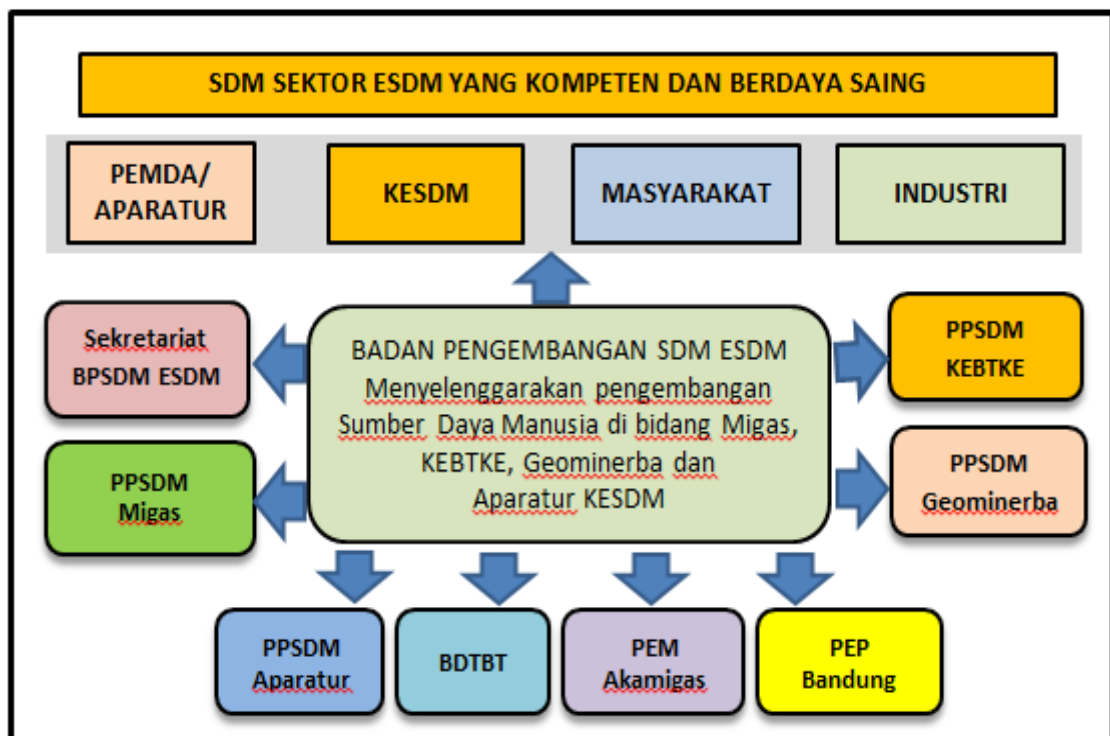 SDM SEKTOR ESDM YANG KOMPETEN DAN BERDAYA SAING
PEMDA/
APARATUR
KESDM
MASYARAKAT
INDUSTRI
Sekretariat
BPSDM ESDM
BADAN PENGEMBANGAN SDM ESDM
Menyelenggarakan pengembangan
Sumber Daya Manusia di bidang Migas,
KEBTKE, Geominerba dan
Aparatur KESDM
PPSDM
KEBTKE
PPSDM
Migas
PPSDM
Geominerba
PPSDM
Aparatur
BDTBT
PEM
Akamigas
PEP
Bandung